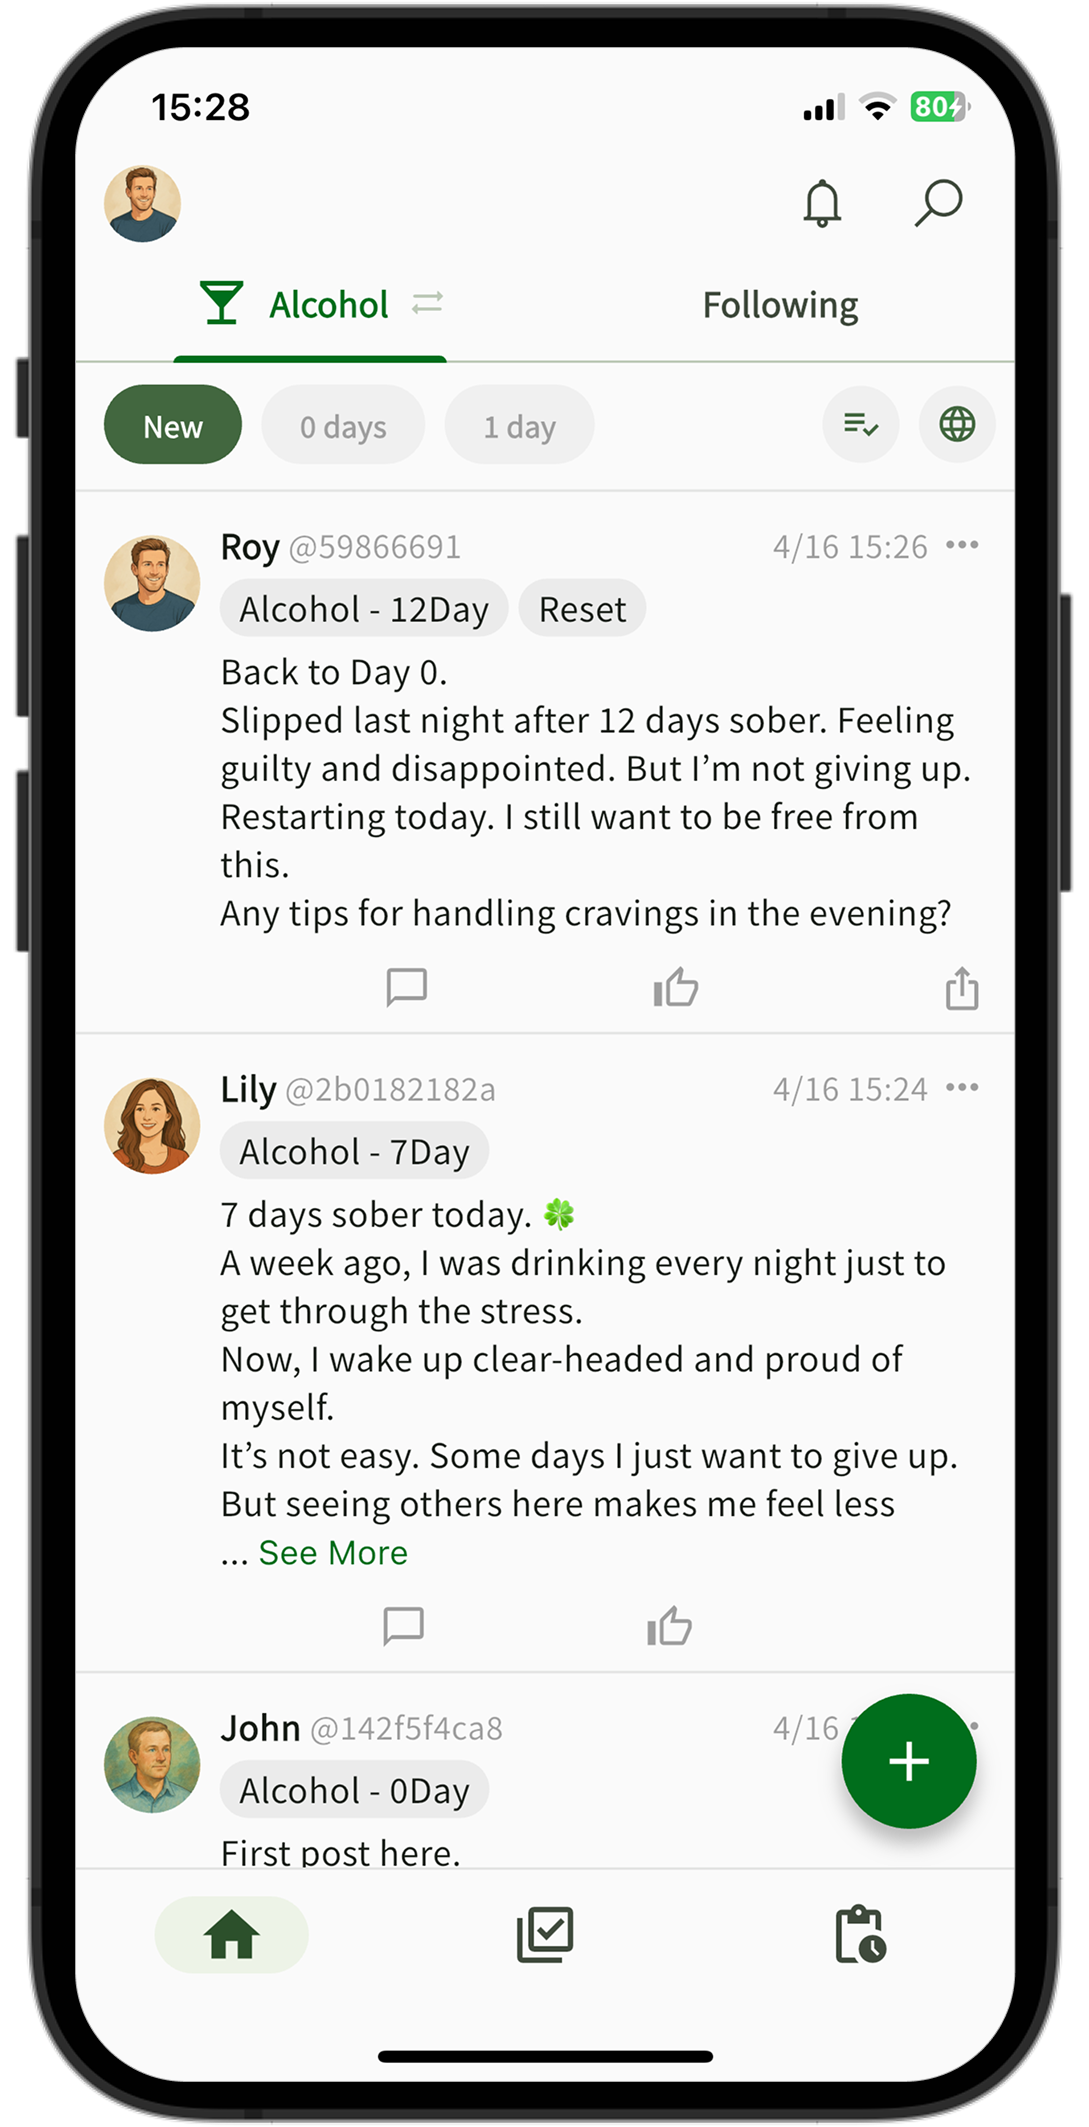 15:28
80
Alcohol
Following
New
0 days
1 day
Roy @59866691 4/16 15:26
Alcohol - 12Day Reset
Back to Day 0.
Slipped last night after 12 days sober. Feeling
guilty and disappointed. But I’m not giving up.
Restarting today. I still want to be free from
this.
Any tips for handling cravings in the evening?
Lily @2b0182182a 4/16 15:24
Alcohol - 7Day
7 days sober today. 🍀
A week ago, I was drinking every night just to
get through the stress.
Now, I wake up clear-headed and proud of
myself.
It’s not easy. Some days I just want to give up.
But seeing others here makes me feel less
... See More
John @142f5f4ca8 4/16
Alcohol - 0Day
First post here.